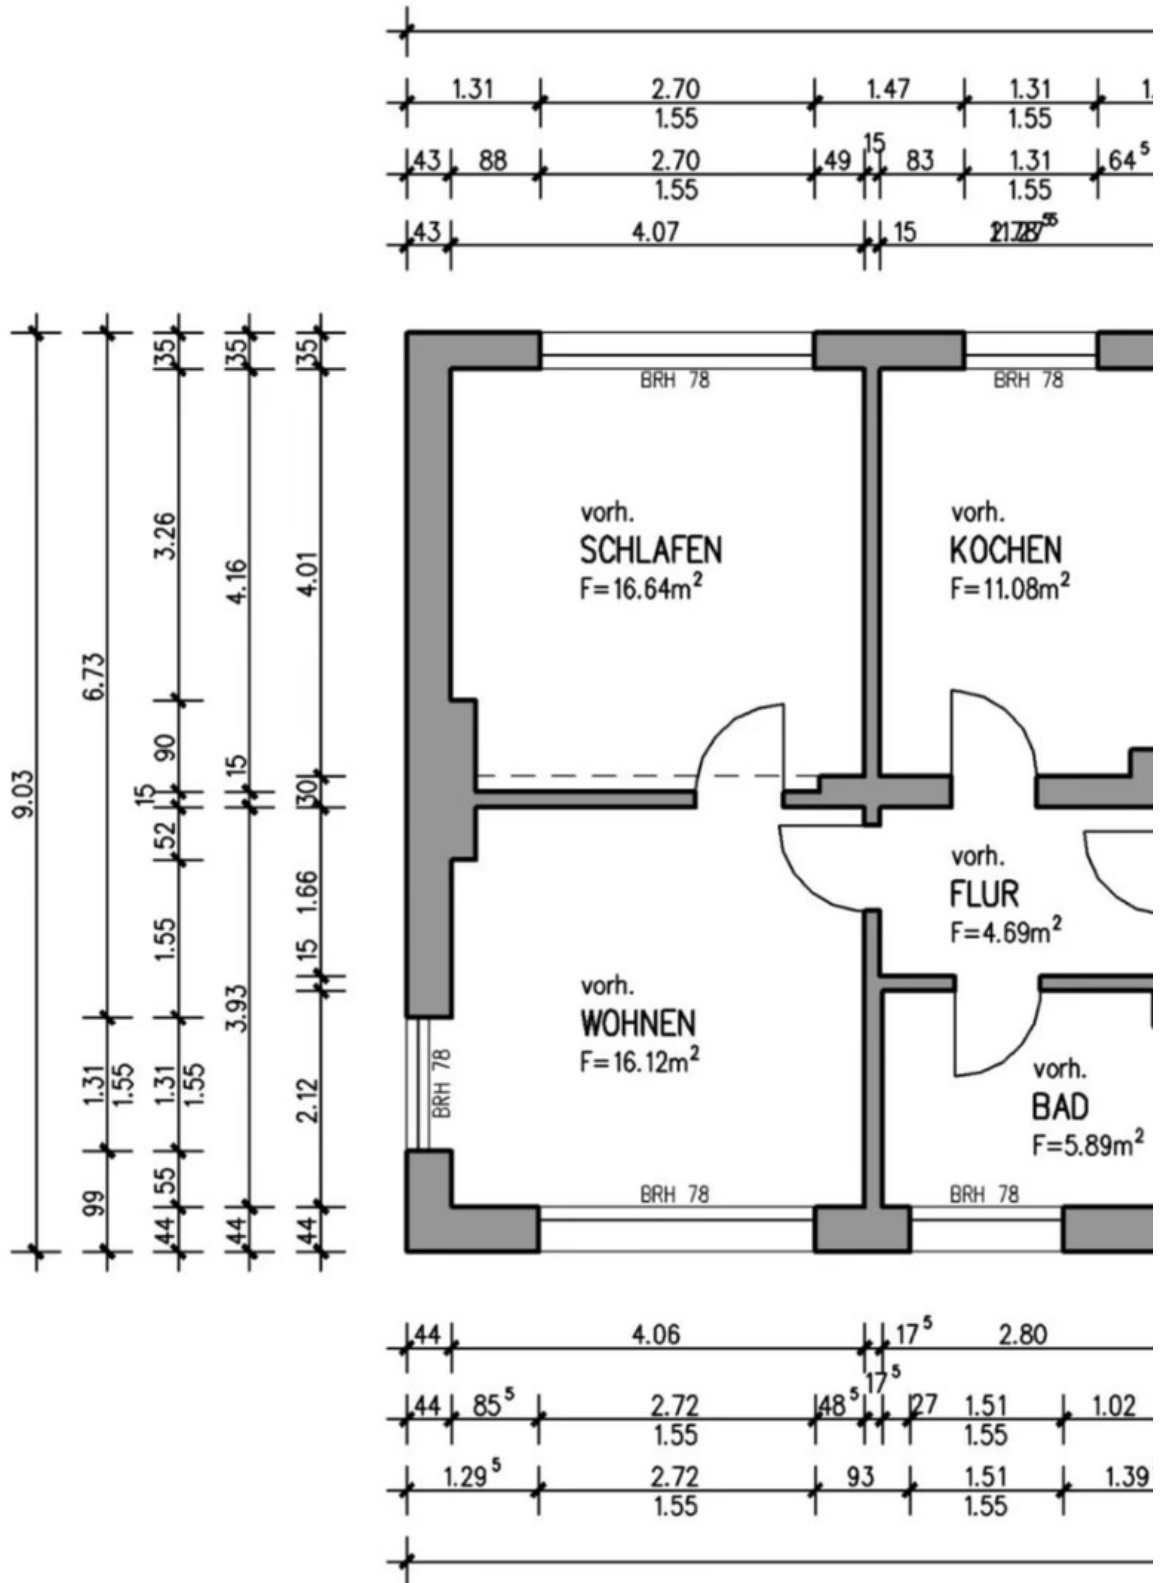 1.31 2.70 1.47 1.31
1.55 1.55
15
43 88 2.70 49 83 1.31 64⁵
1.55 1.55
43 4.07 15
35 35 35
BRH 78 BRH 78
vorh. vorh.
SCHLAFEN KOCHEN
F=16.64m² F=11.08m²
3.26
4.16 4.01
6.73
90
15
9.03
15 30
52
1.66
vorh.
FLUR
F=4.69m²
1.55
15
3.93
vorh.
WOHNEN
F=16.12m²
1.31 1.55 1.31 1.55
2.12
BRH 78
vorh.
BAD
F=5.89m²
99 1.55
BRH 78 BRH 78
44 44 44
44 4.06 17⁵ 2.80
17⁵
44 85⁵ 2.72 48⁵ 27 1.51 1.02
1.55 1.55
1.29⁵ 2.72 93 1.51 1.39
1.55 1.55